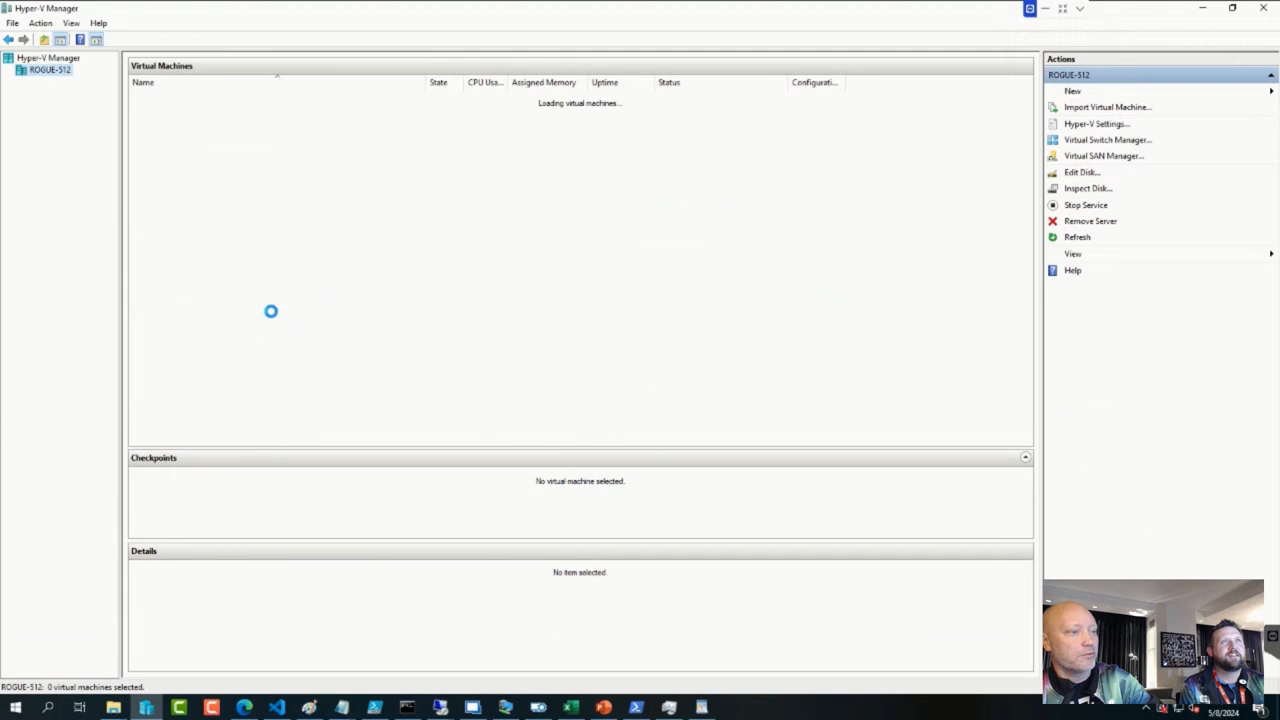 Hyper-V Manager
File Action View Help
Hyper-V Manager
ROGUE-512
Virtual Machines
Name State CPU Usa... Assigned Memory Uptime Status Configurati...
Loading virtual machines...
Checkpoints
No virtual machine selected.
Details
No item selected.
Actions
ROGUE-512
New
Import Virtual Machine...
Hyper-V Settings...
Virtual Switch Manager...
Virtual SAN Manager...
Edit Disk...
Inspect Disk...
Stop Service
Remove Server
Refresh
View
Help
ROGUE-512: 0 virtual machines selected.
5/8/2024